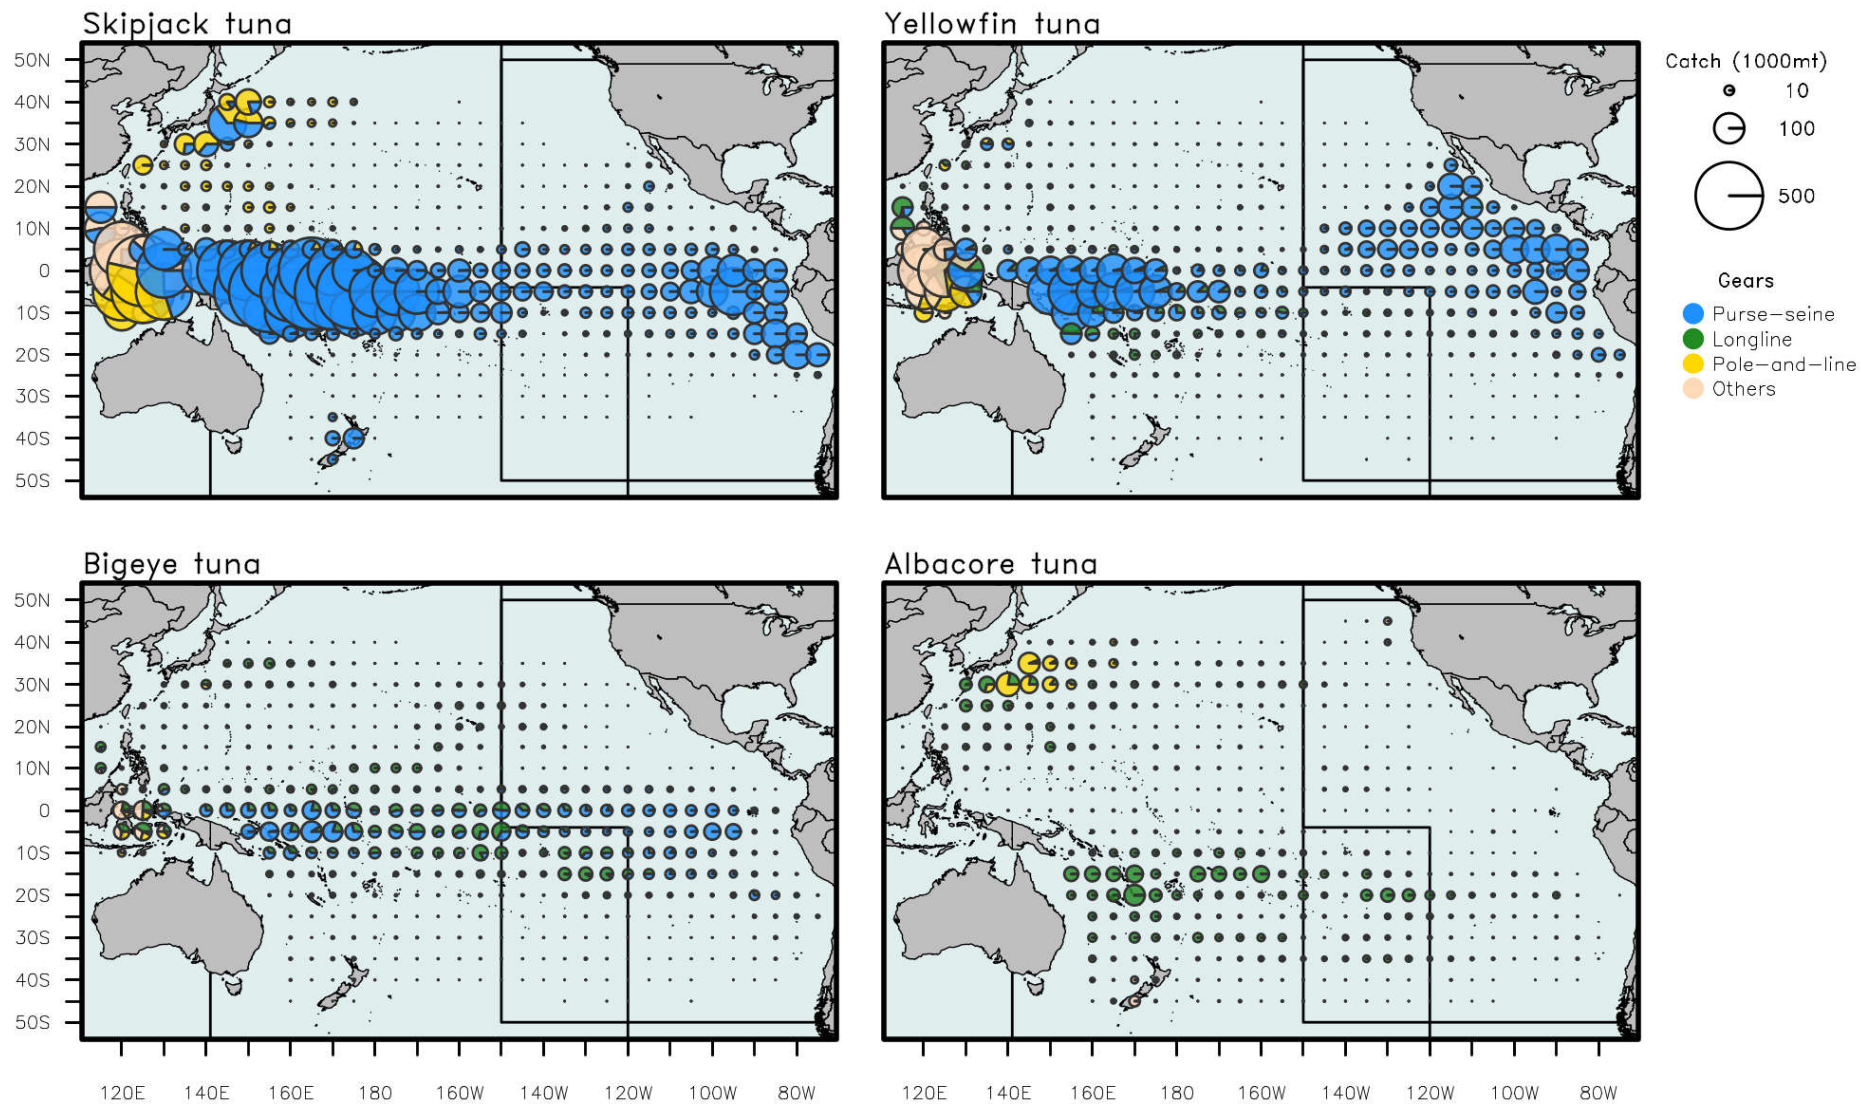 Skipjack tuna
Yellowfin tuna
50N
40N
30N
20N
10N
0
10S
20S
30S
40S
50S
Catch (1000mt)
10
100
500
Gears
Purse-seine
Longline
Pole-and-line
Others
Bigeye tuna
Albacore tuna
50N
40N
30N
20N
10N
0
10S
20S
30S
40S
50S
120E 140E 160E 180 160W 140W 120W 100W 80W
120E 140E 160E 180 160W 140W 120W 100W 80W